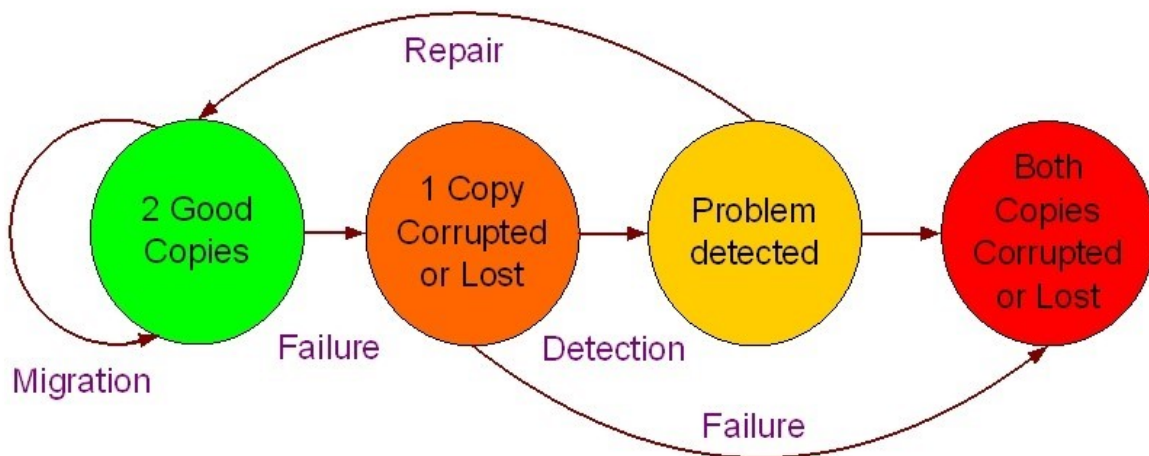 Repair
2 Good
Copies
1 Copy
Corrupted
or Lost
Problem
detected
Both
Copies
Corrupted
or Lost
Failure
Detection
Migration
Failure